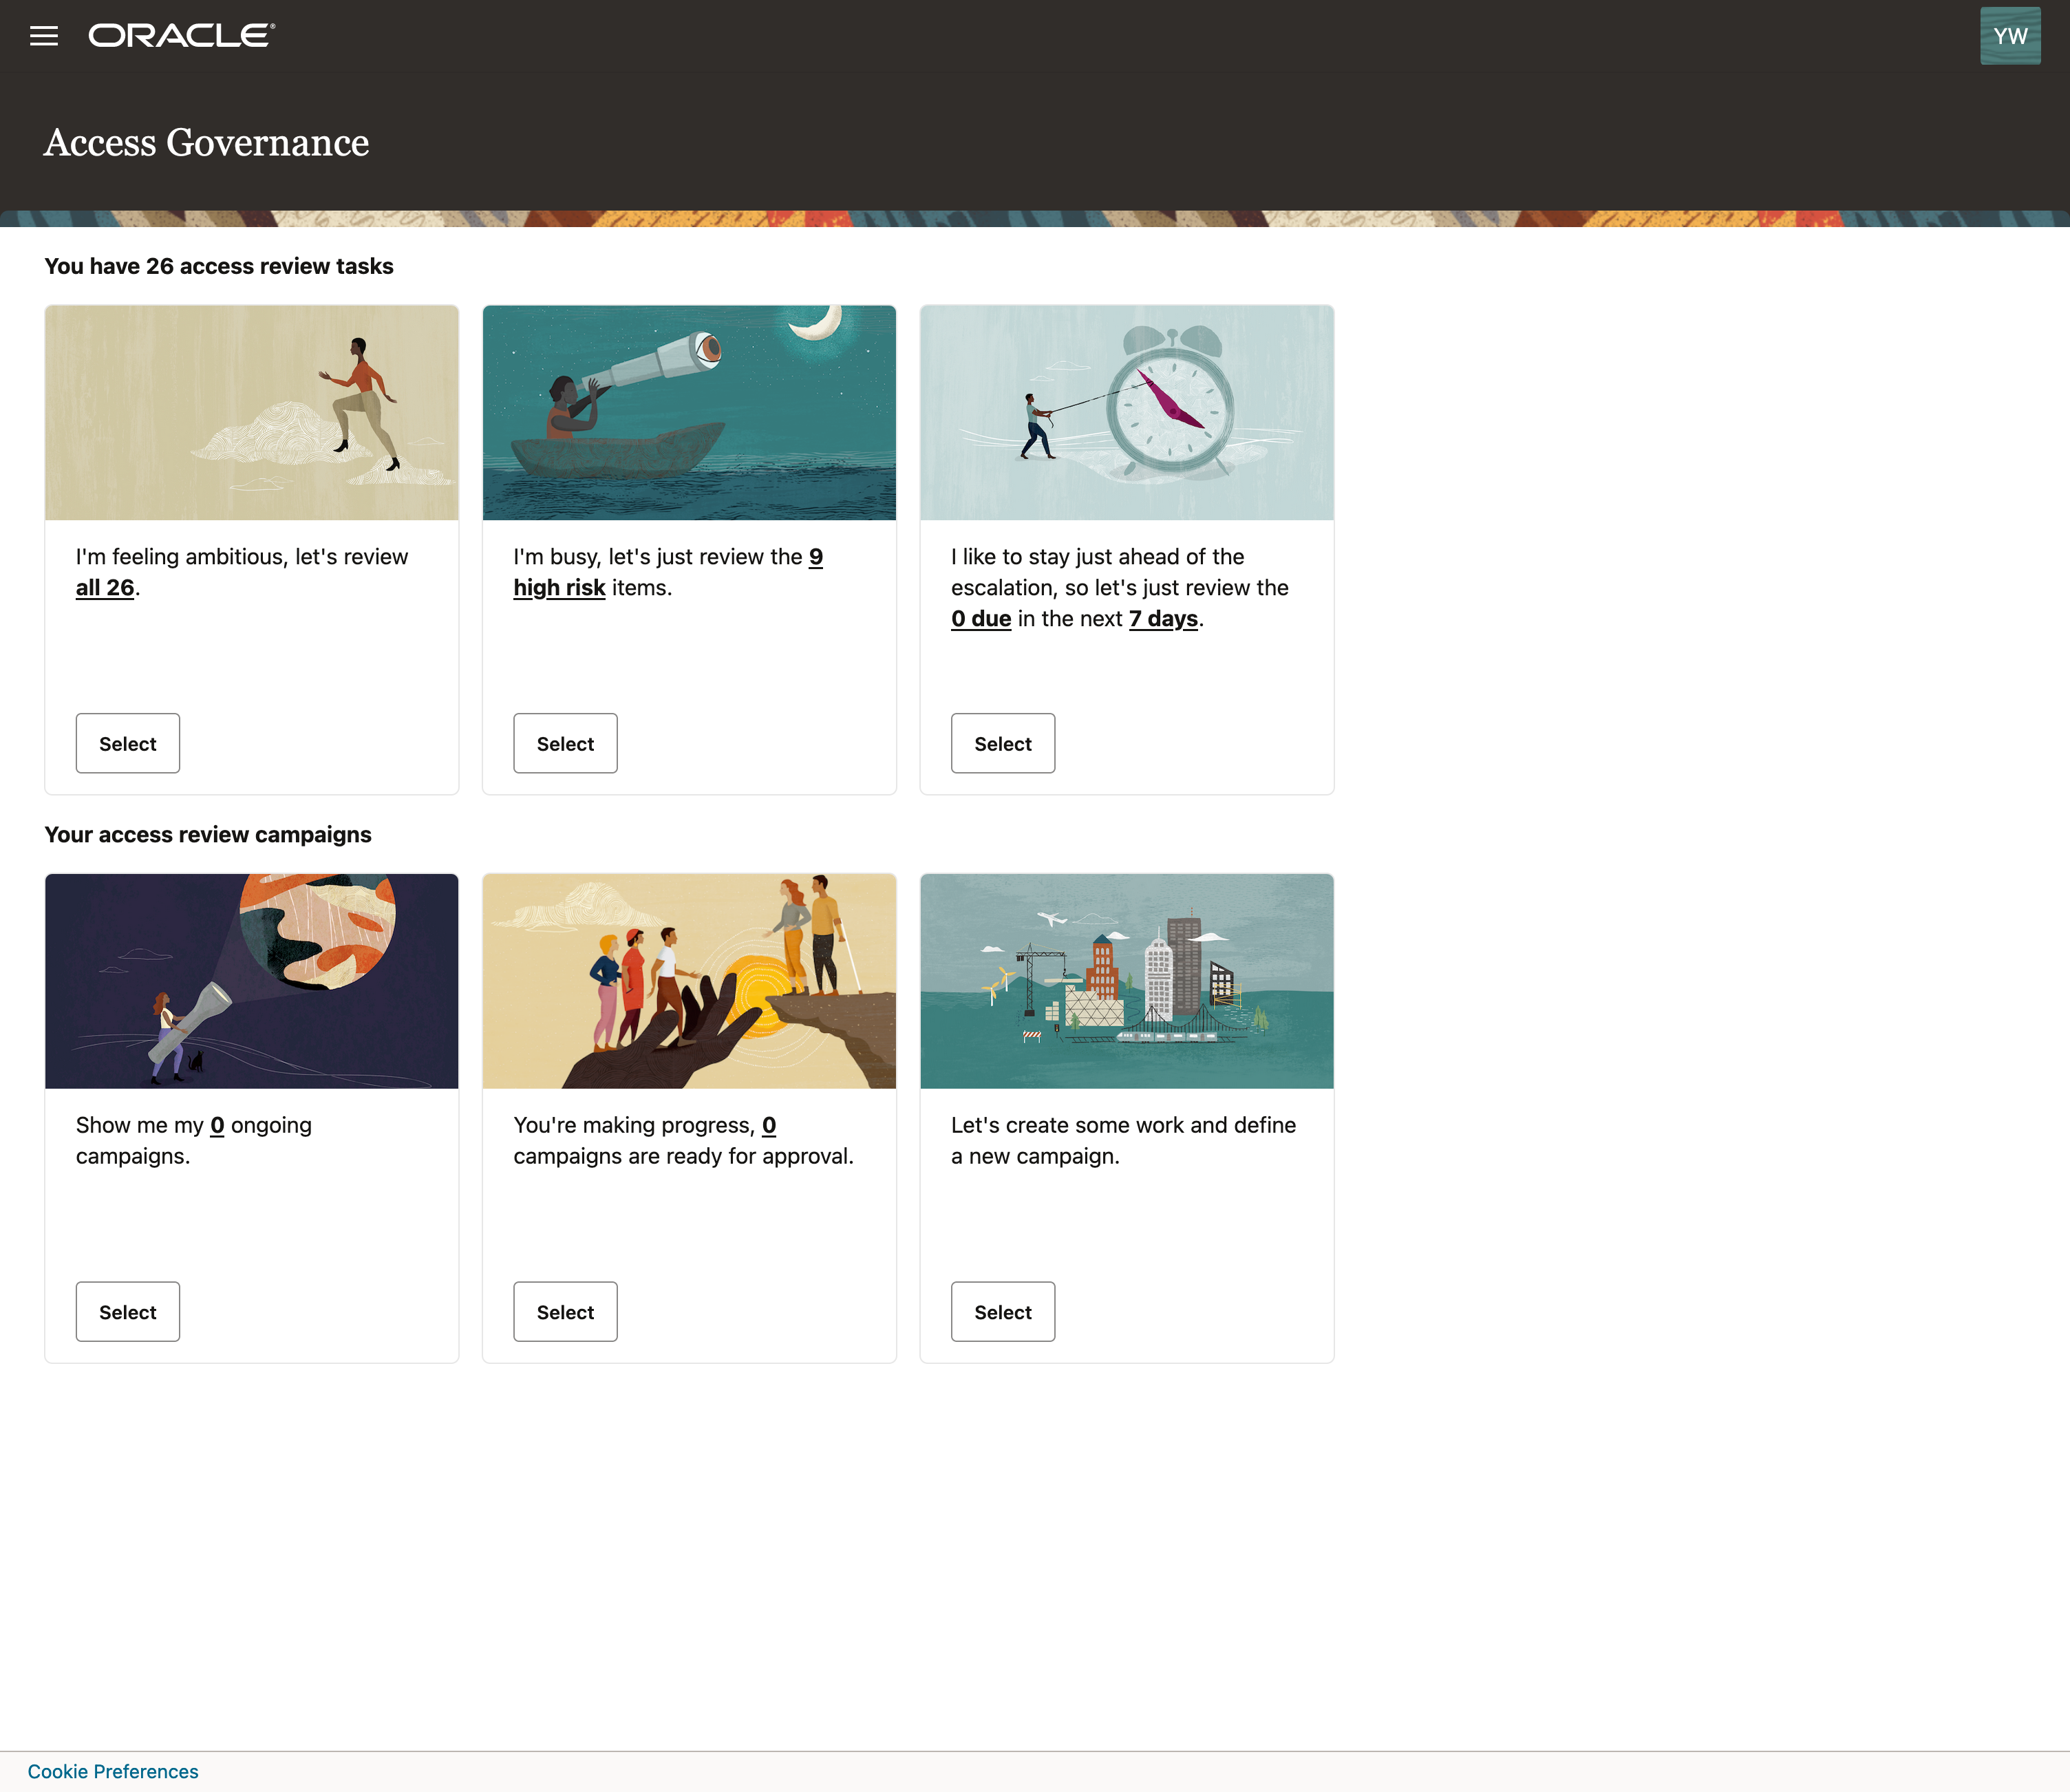 ORACLE®
YW
Access Governance
You have 26 access review tasks
I'm feeling ambitious, let's review
all 26.
Select
I'm busy, let's just review the 9
high risk items.
Select
I like to stay just ahead of the
escalation, so let's just review the
0 due in the next 7 days.
Select
Your access review campaigns
Show me my 0 ongoing
campaigns.
Select
You're making progress, 0
campaigns are ready for approval.
Select
Let's create some work and define
a new campaign.
Select
Cookie Preferences